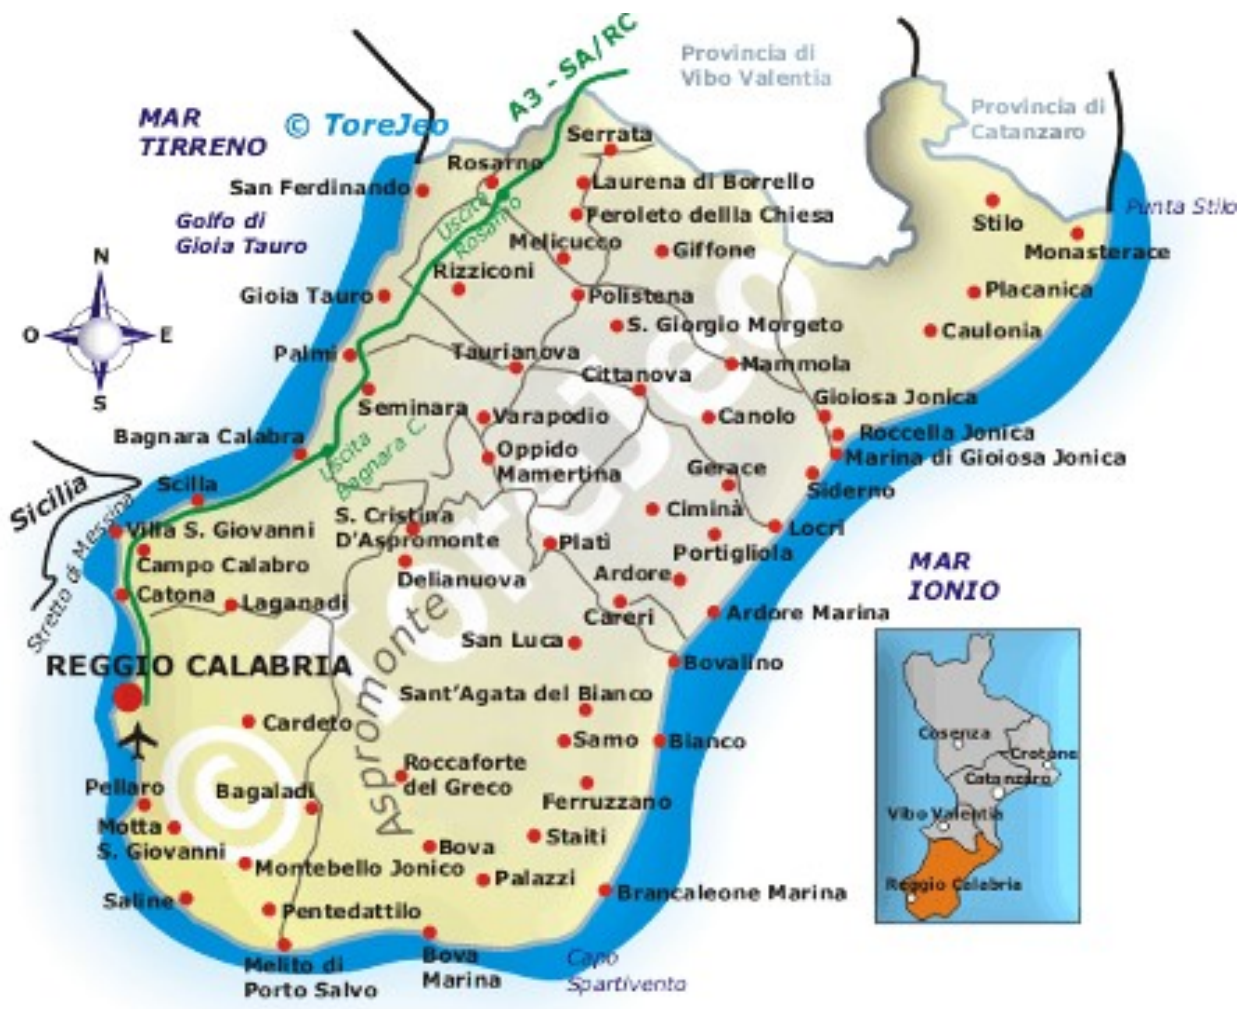 A3 - SA/RC
Provincia di
Vibo Valentia
Provincia di
Catanzaro
MAR
TIRRENO
© ToreJeo
Serrata
Rosarno
San Ferdinando
Laurena di Borrello
Golfo di
Gioia Tauro
Uscita
Rosarno
Feroleto dellla Chiesa
Stilo
Punta Stilo
Melicucco
Giffone
Monasterace
N
O
E
S
Rizziconi
Gioia Tauro
Polistena
Placanica
S. Giorgio Morgeto
Caulonia
Palmi
Taurianova
Cittanova
Mammola
Seminara
Varapodio
Canolo
Gioiosa Jonica
Bagnara Calabra
Uscita
Bagnara C.
Oppido
Mamertina
Roccella Jonica
Marina di Gioiosa Jonica
Gerace
Siderno
Sicilia
Scilla
Stretto di Messina
Villa S. Giovanni
S. Cristina
D'Aspromonte
Ciminà
Locri
Campo Calabro
Platì
Portigliola
Delianuova
Ardore
MAR
IONIO
Catona
Laganadi
Careri
Ardore Marina
Aspromonte
San Luca
REGGIO CALABRIA
Bovalino
Sant'Agata del Bianco
Cardeto
Samo
Bianco
Roccaforte
del Greco
Ferruzzano
Pellaro
Bagaladi
Motta
S. Giovanni
Bova
Staiti
Montebello Jonico
Palazzi
Brancaleone Marina
Saline
Pentedattilo
Melito di
Porto Salvo
Bova
Marina
Capo
Spartivento
Cosenza
Crotone
Catanzaro
Vibo Valentia
Reggio Calabria
© ToreJeo